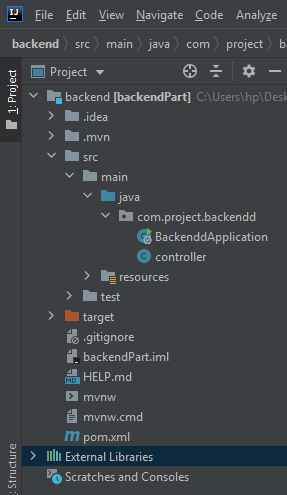 IJ File Edit View Navigate Code Analyze
backend src main java com project b
1: Project
Project
backend [backendPart] C:\Users\hp\Desk
.idea
.mvn
src
main
java
com.project.backendd
BackenddApplication
controller
resources
test
target
.gitignore
backendPart.iml
HELP.md
mvnw
mvnw.cmd
pom.xml
External Libraries
Scratches and Consoles
Structure